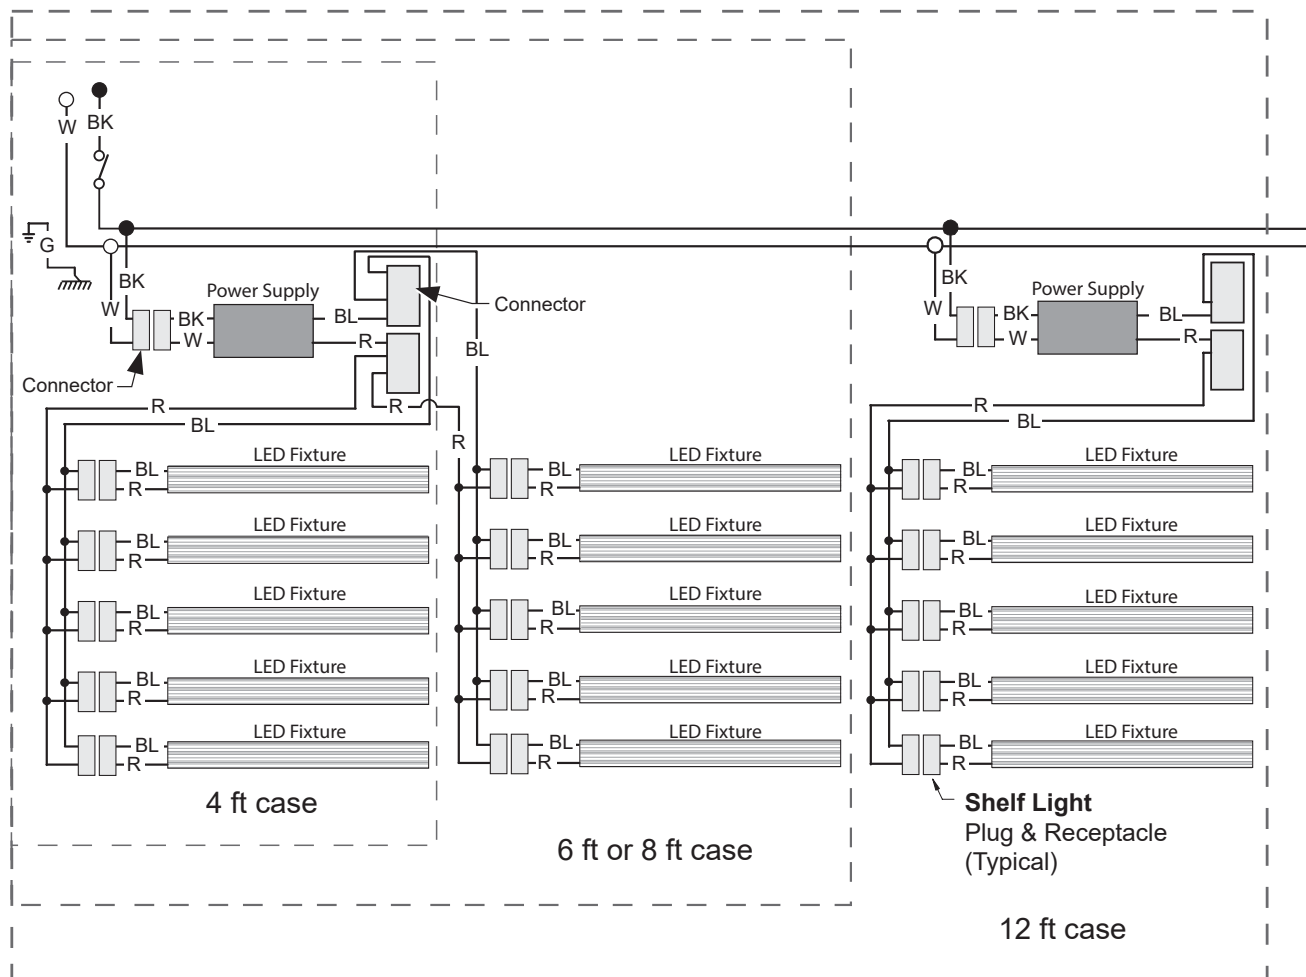 W
BK
G
BK
W
Power Supply
BK
W
BL
R
Connector
Connector
R
BL
R
BL
R
BK
W
Power Supply
BK
W
BL
R
R
BL
LED Fixture
BL
R
LED Fixture
BL
R
LED Fixture
BL
R
LED Fixture
BL
R
LED Fixture
BL
R
4 ft case
LED Fixture
BL
R
LED Fixture
BL
R
LED Fixture
BL
R
LED Fixture
BL
R
LED Fixture
BL
R
6 ft or 8 ft case
LED Fixture
BL
R
LED Fixture
BL
R
LED Fixture
BL
R
LED Fixture
BL
R
LED Fixture
BL
R
Shelf Light
Plug & Receptacle
(Typical)
12 ft case